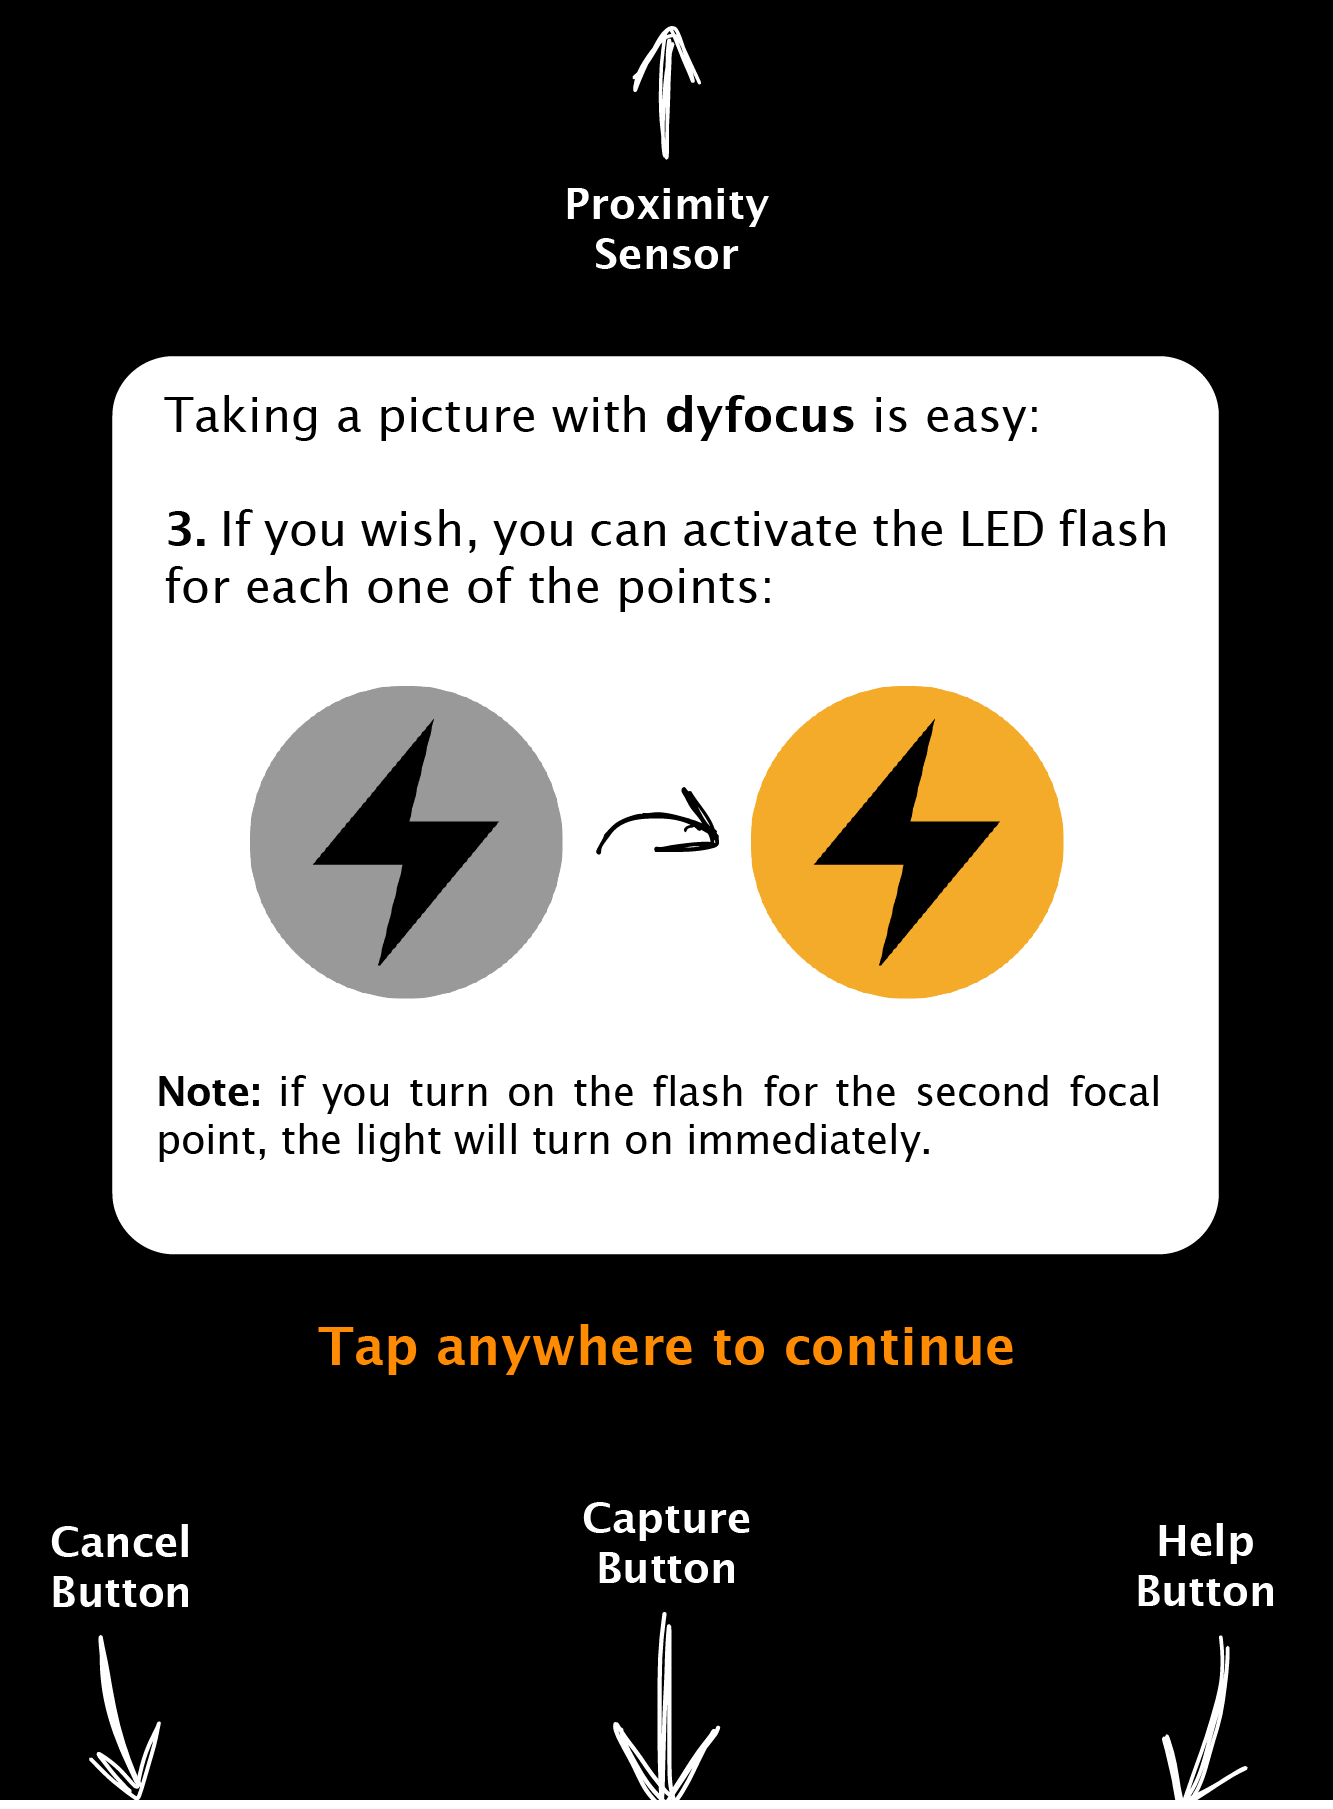 Proximity
Sensor
Taking a picture with dyfocus is easy:
3. If you wish, you can activate the LED flash
for each one of the points:
Note: if you turn on the flash for the second focal
point, the light will turn on immediately.
Tap anywhere to continue
Cancel
Button
Capture
Button
Help
Button